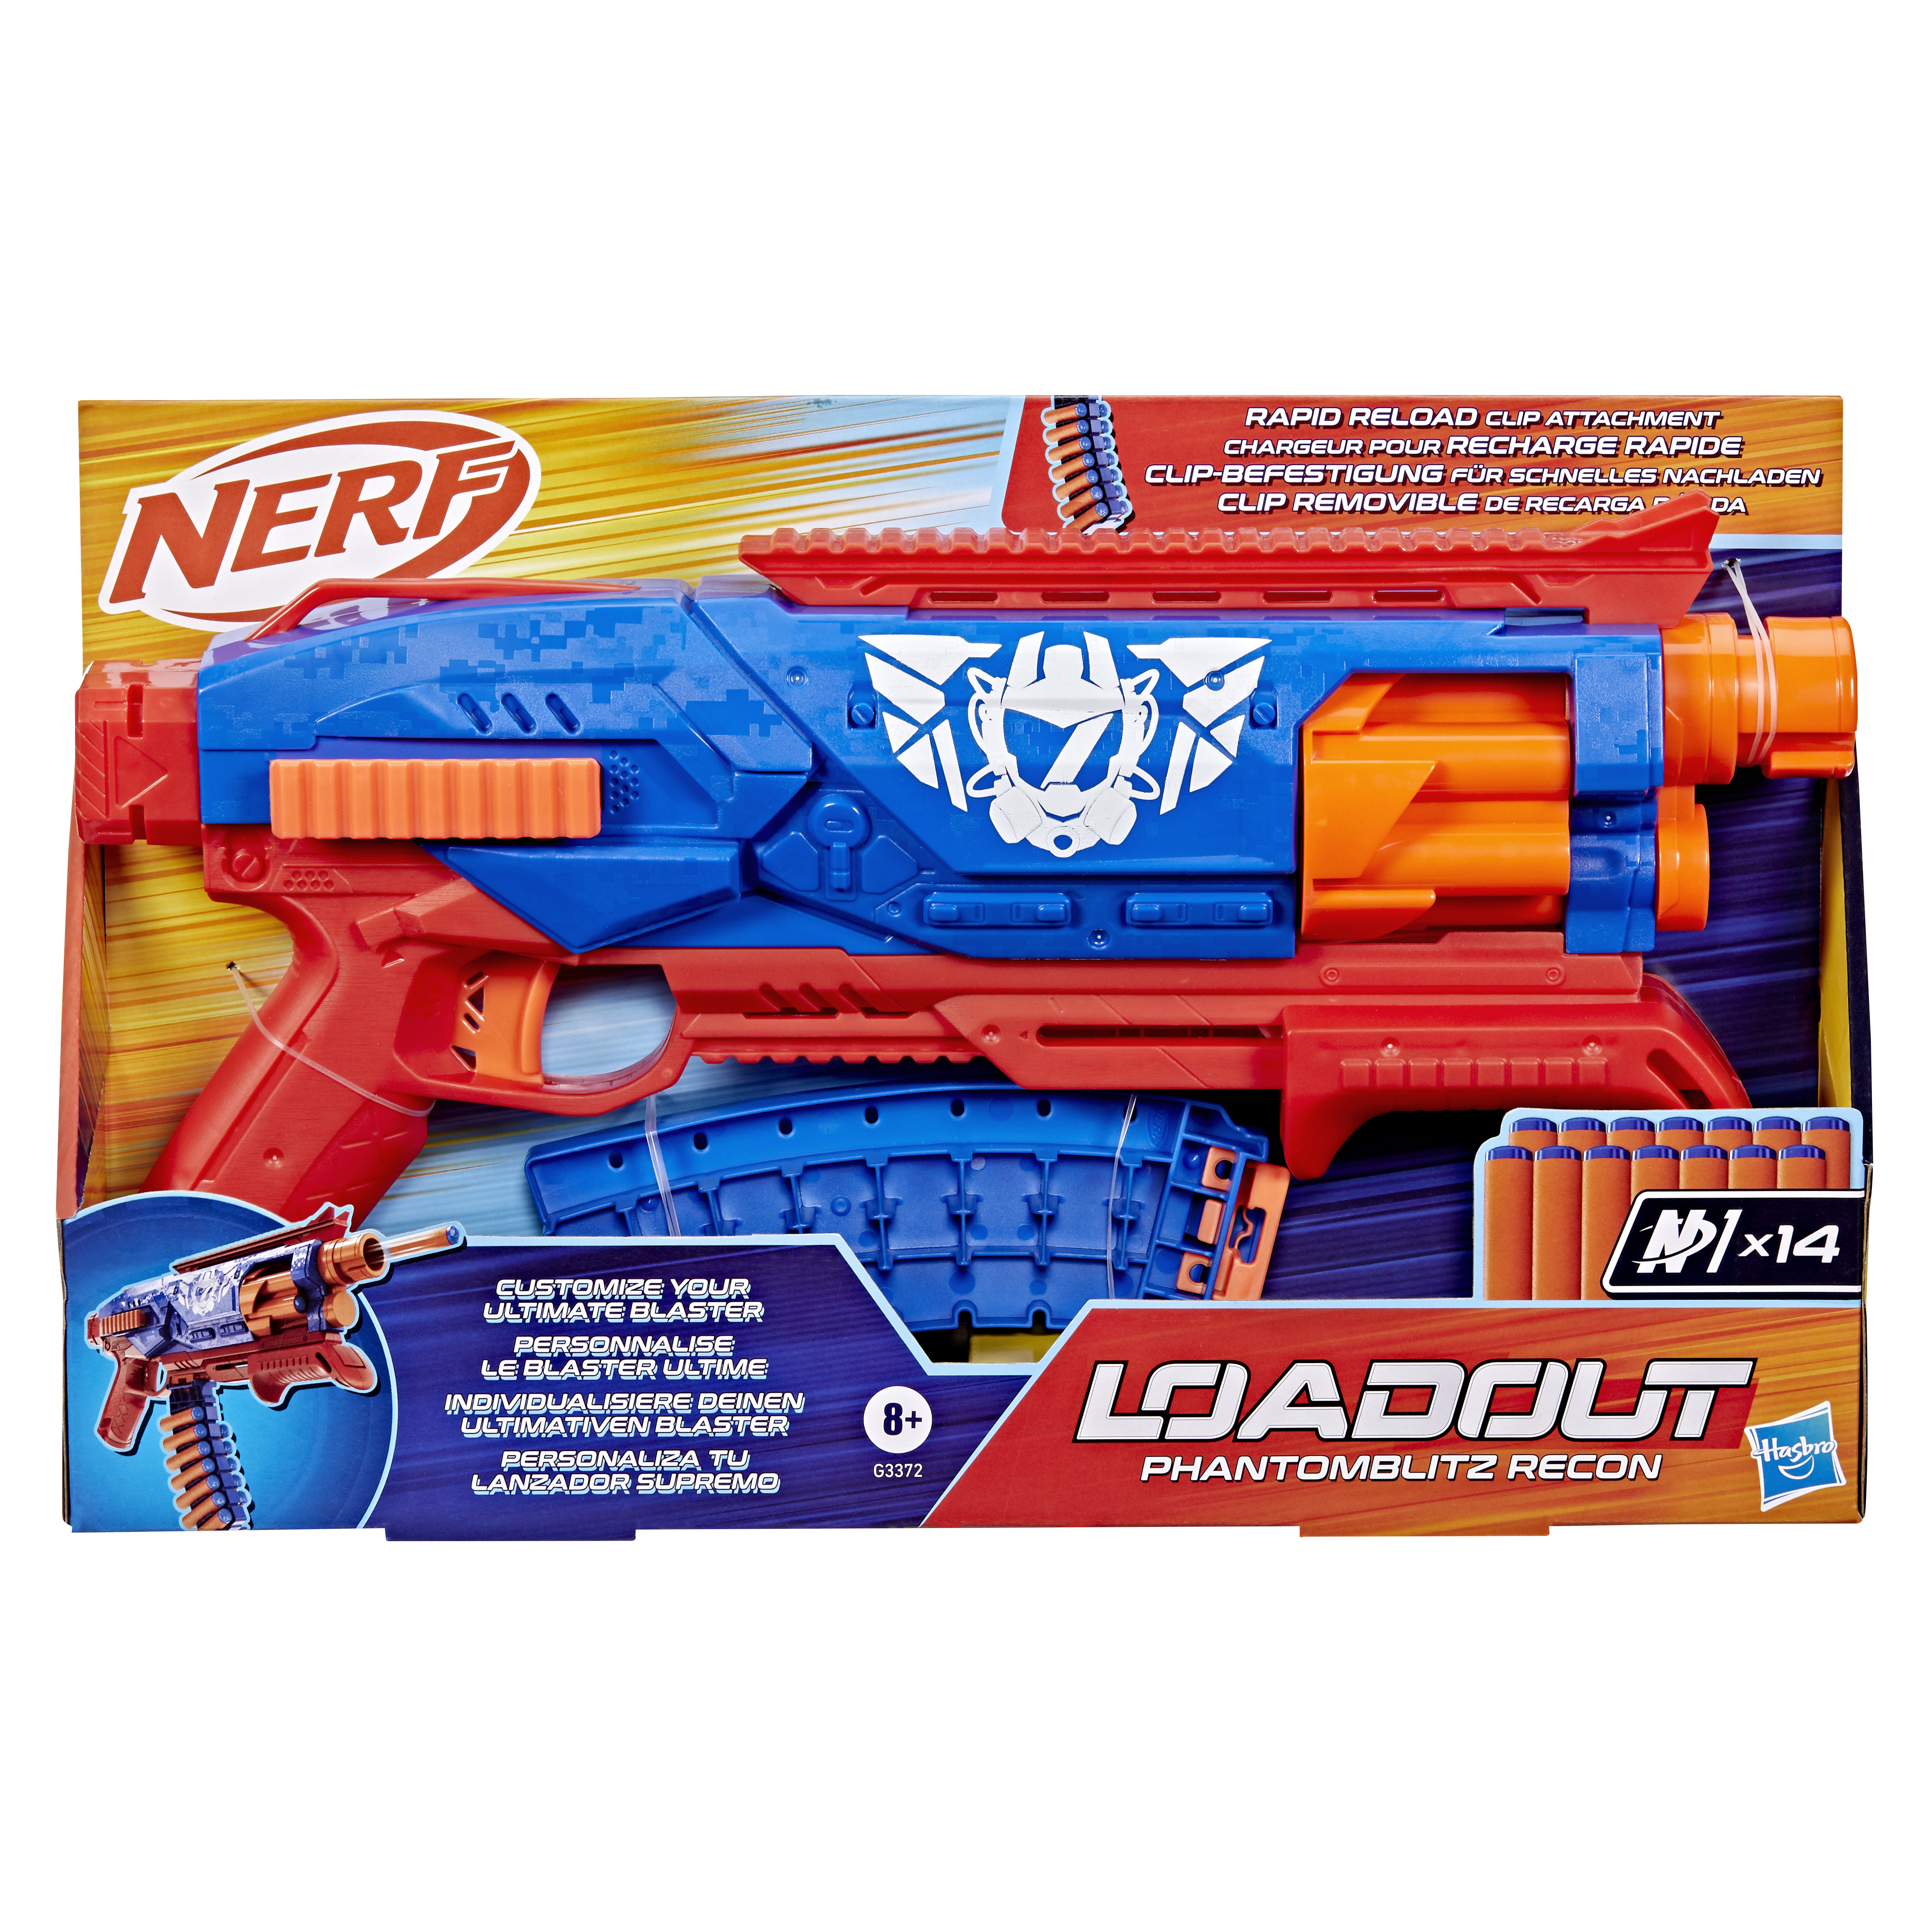 NERF
RAPID RELOAD CLIP ATTACHMENT
CHARGEUR POUR RECHARGE RAPIDE
CLIP-BEFESTIGUNG FÜR SCHNELLES NACHLADEN
CLIP REMOVIBLE DE RECARGA
N1 x14
CUSTOMIZE YOUR
ULTIMATE BLASTER
PERSONNALISE
LE BLASTER ULTIME
INDIVIDUALISIERE DEINEN
ULTIMATIVEN BLASTER
PERSONALIZA TU
LANZADOR SUPREMO
8+
G3372
LOADOUT
PHANTOMBLITZ RECON
Hasbro